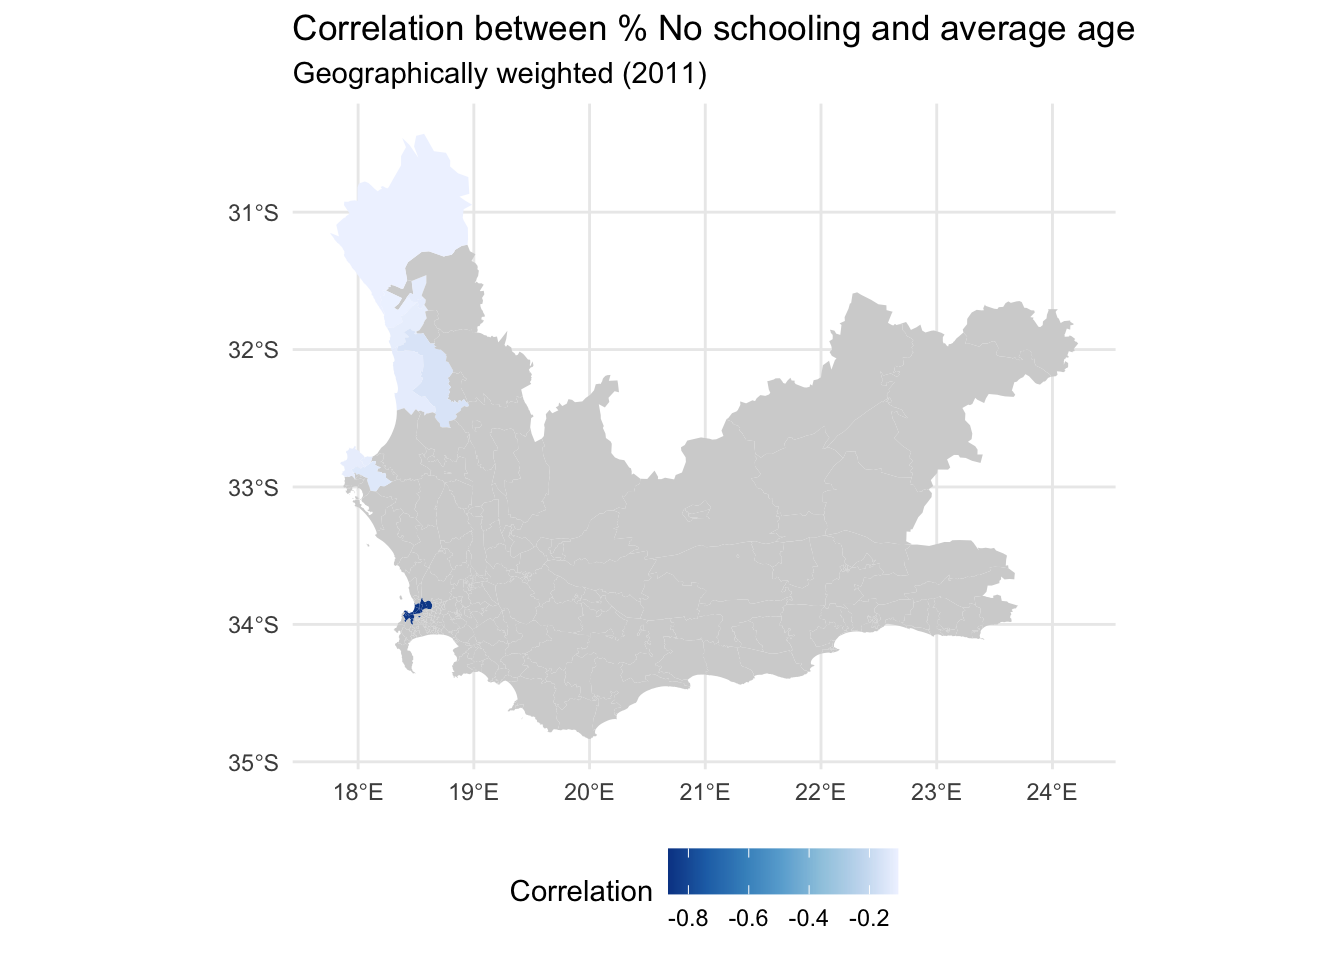 Correlation between % No schooling and average age
Geographically weighted (2011)
31°S
32°S
33°S
34°S
35°S
18°E 19°E 20°E 21°E 22°E 23°E 24°E
Correlation
-0.8 -0.6 -0.4 -0.2